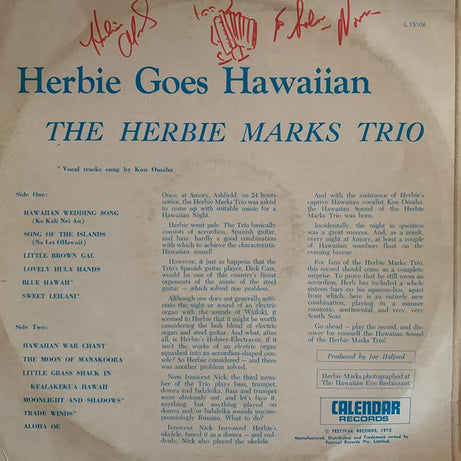 Herbie
L 15106
Herbie Goes Hawaiian
THE HERBIE MARKS TRIO
* Vocal tracks sung by Kon Omaha
Side One:
HAWAIIAN WEDDING SONG
(Ke Kali Nei Au)
SONG OF THE ISLANDS
(Na Lei OHawaii)
LITTLE BROWN GAL
LOVELY HULA HANDS
BLUE HAWAII*
SWEET LEILANI*
Side Two:
HAWAIIAN WAR CHANT
THE MOON OF MANAKOORA
LITTLE GRASS SHACK IN
KEALAKEKUA HAWAII
MOONLIGHT AND SHADOWS*
TRADE WINDS*
ALOHA OE
Once, at Amory, Ashfield, on 24 hours
notice, the Herbie Marks Trio was asked
to come up with suitable music for a
Hawaiian Night.
Herbie went pale. The Trio basically
consists of accordion, Spanish guitar,
and bass: hardly a good combination
with which to achieve the characteristic
Hawaiian sound.
However, it just so happens that the
Trio's Spanish guitar player, Dick Carr,
would be one of this country's finest
exponents of the music of the steel
guitar — which solved one problem.
Although one does not generally associate
the sight or sound of an electric
organ with the sounds of Waikiki, it
seemed to Herbie that it might be worth
considering the lush blend of electric
organ and steel guitar. And what, after
all, is Herbie's Hohner-Electravox, if it
isn't the works of an electric organ
squashed into an accordion-shaped console?
So Herbie considered — and there
was another problem solved.
Now Innocent Nick, the third member
of the Trio plays bass, trumpet,
domra and balalaika. Bass and trumpet
were obviously out; and let's face it,
anything but anything played on
domra and/or balalaika sounds uncompromisingly
Russian. What to do?
Innocent Nick borrowed Herbie's
ukelele, tuned it as a domra — and suddenly,
Nick also played the ukelele.
And with the assistance of Herbie's
captive Hawaiian vocalist Kon Omaha,
the Hawaiian Sound of the Herbie
Marks Trio was born.
Incidentally, the night in question
was a great success. And, as a result,
every night at Amory, at least a couple
of Hawaiian numbers float on the
evening breeze . . .
For fans of the Herbie Marks Trio,
this record should come as a complete
surprise. To prove that he still owns an
accordion, Herb has included a whole
sixteen bars on his squeeze-box, apart
from which, here is an entirely new
combination, playing in a manner
romantic, sentimental, and very, very
South Seas.
Go ahead — play the record, and discover
for yourself the Hawaiian Sound
of the Herbie Marks Trio!
Produced by Joe Halford
Herbie Marks photographed at
The Hawaiian Eye Restaurant
CALENDAR
RECORDS
Ⓟ FESTIVAL RECORDS, 1972
Manufactured, Distributed and Trademark owned by
Festival Records Pty. Limited.